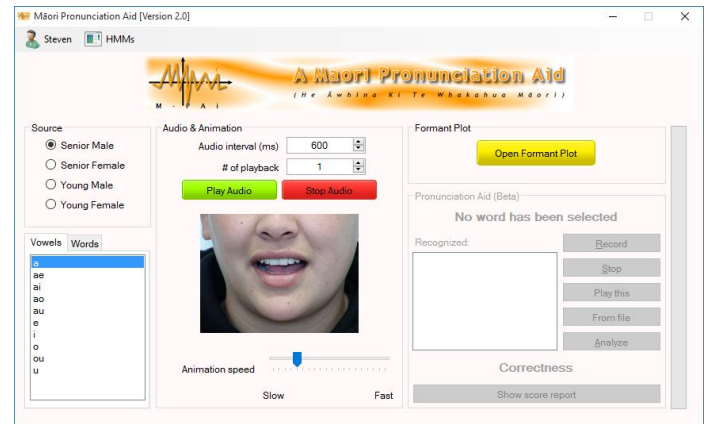 Māori Pronunciation Aid [Version 2.0]
Steven HMMs
M - P A i
A Maori Pronunciation Aid
(He Āwhina Ki Te Whakahua Māori)
Source
Senior Male
Senior Female
Young Male
Young Female
Vowels Words
a
ae
ai
ao
au
e
i
o
ou
u
Audio & Animation
Audio interval (ms) 600
# of playback 1
Play Audio Stop Audio
Animation speed
Slow Fast
Formant Plot
Open Formant Plot
Pronunciation Aid (Beta)
No word has been selected
Recognized:
Record
Stop
Play this
From file
Analyze
Correctness
Show score report